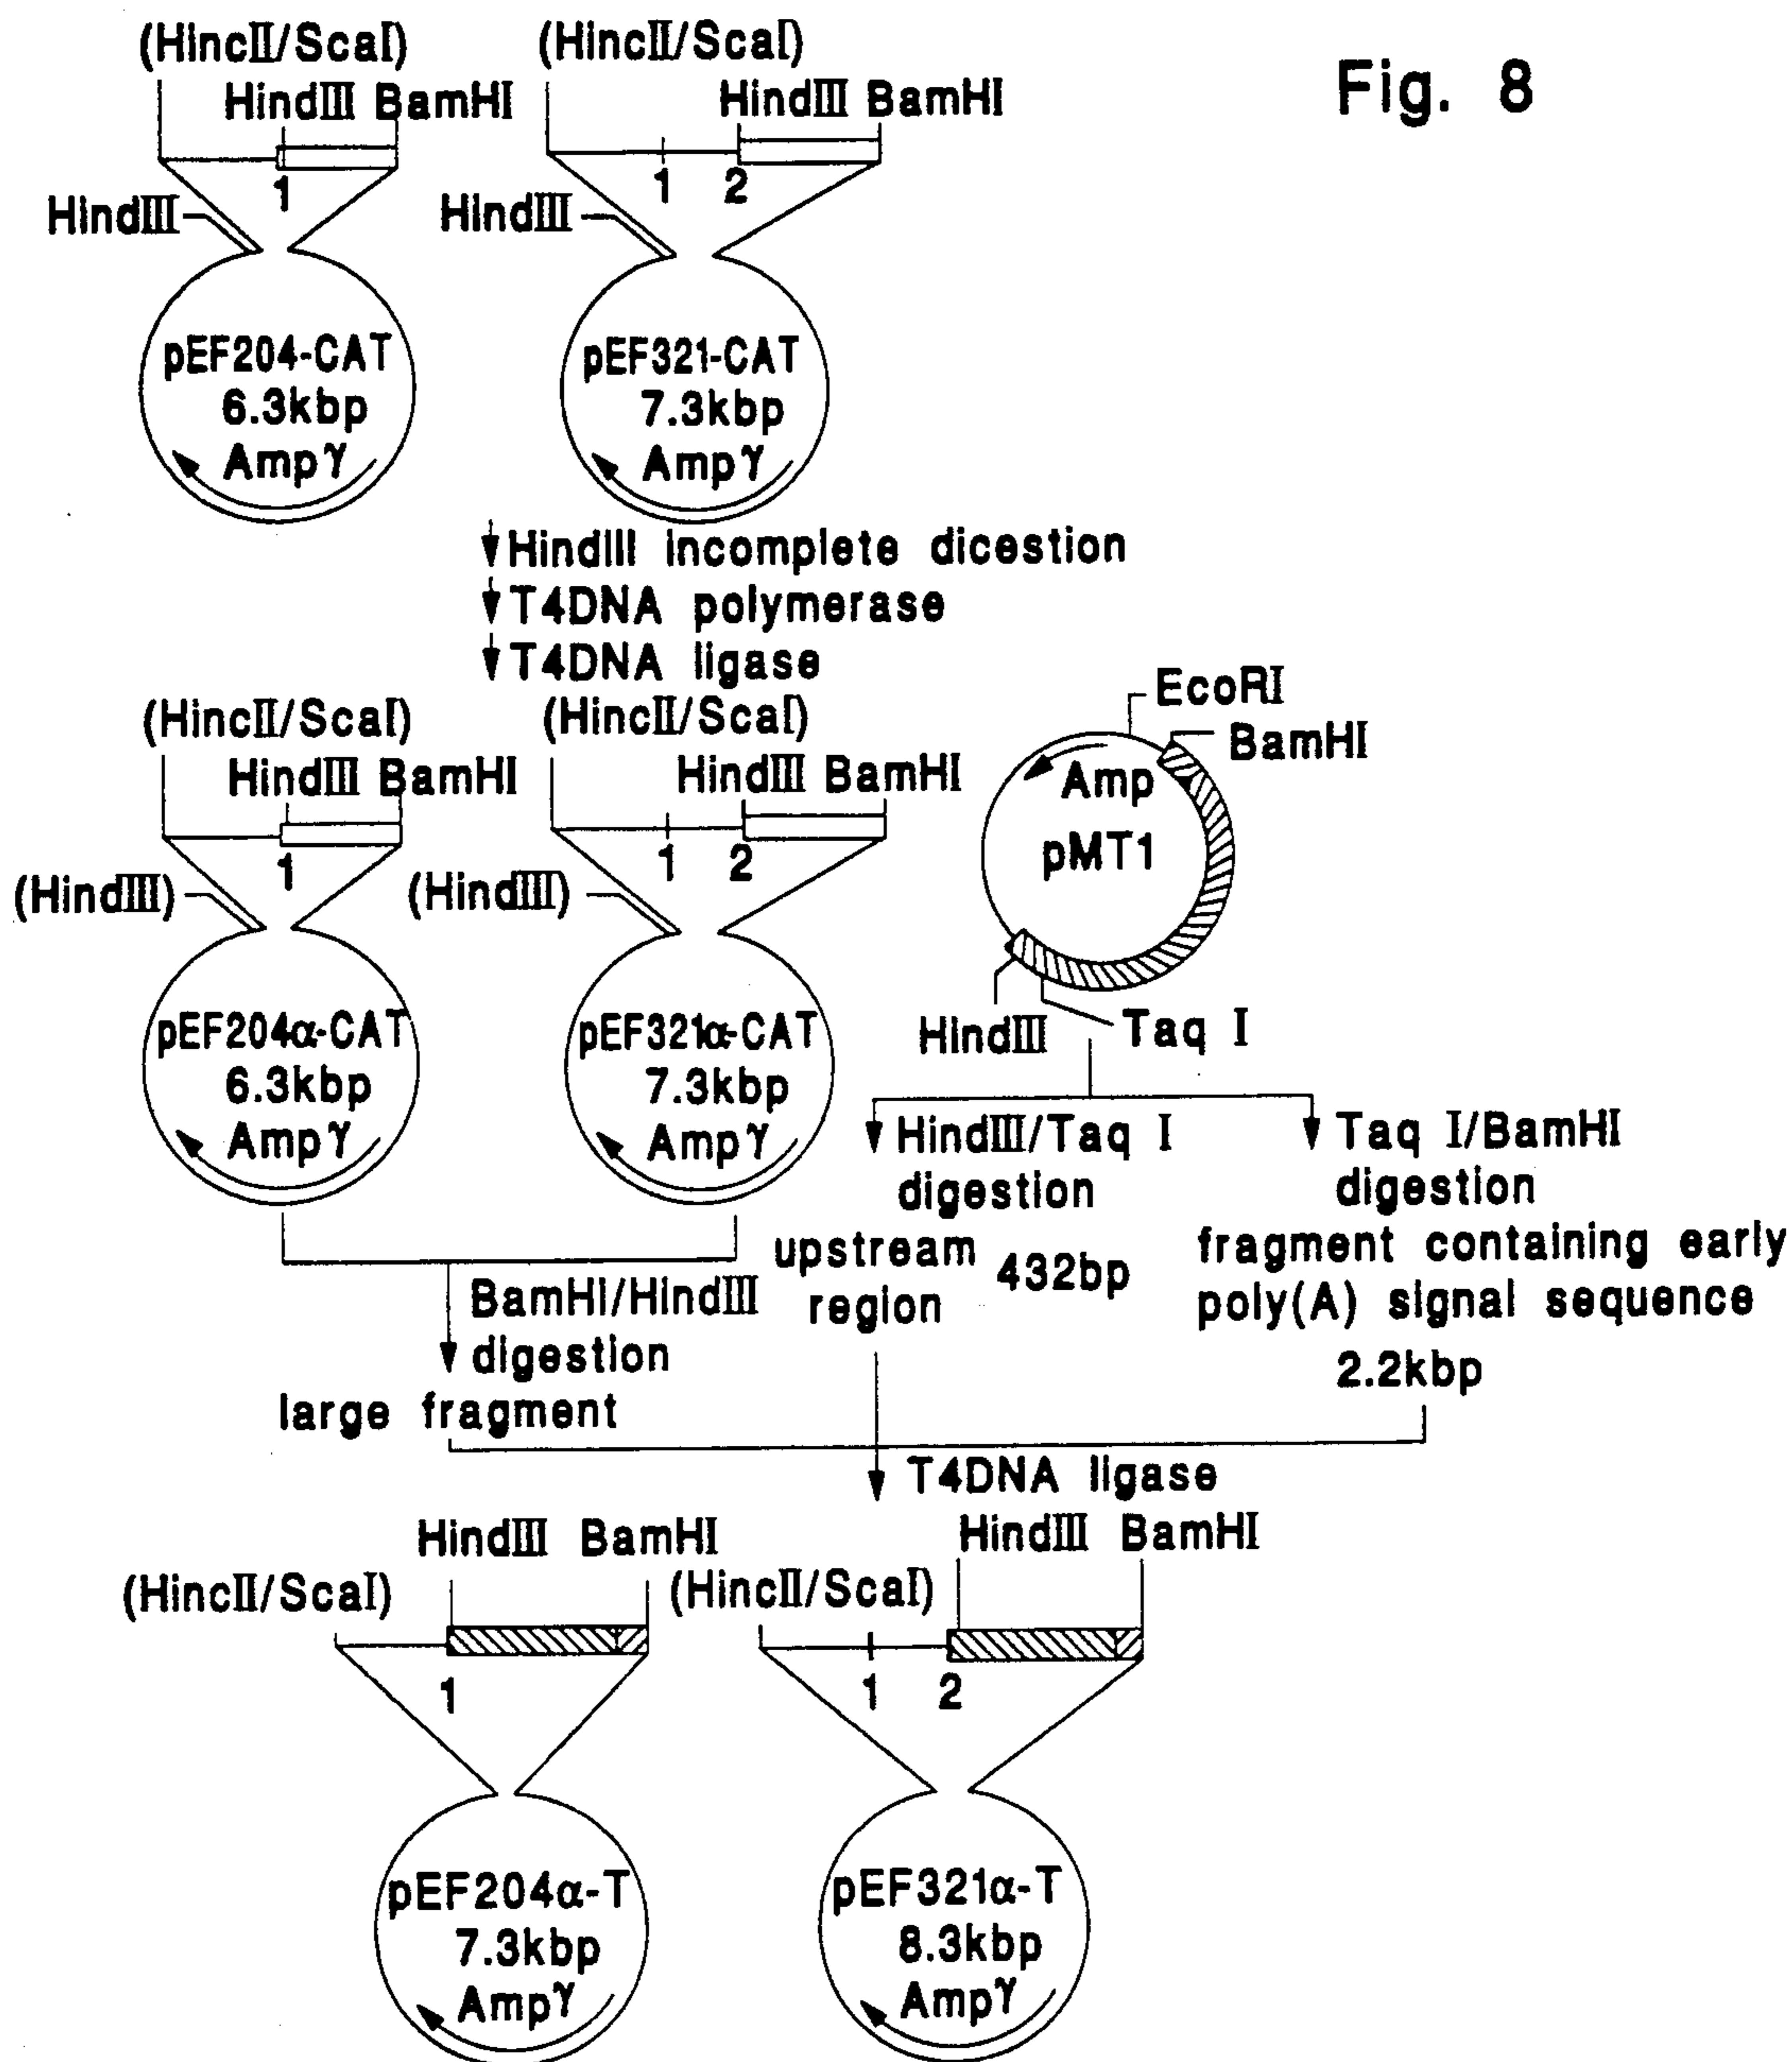 Fig. 8
(HincⅡ/ScaⅠ)
HindⅢ BamHⅠ
1
HindⅢ
pEF204-CAT
6.3kbp
Ampγ
(HincⅡ/ScaⅠ)
HindⅢ BamHⅠ
1 2
HindⅢ
pEF321-CAT
7.3kbp
Ampγ
HindIII incomplete dicestion
T4DNA polymerase
T4DNA ligase
(HincⅡ/ScaⅠ)
HindⅢ BamHⅠ
1
(HindⅢ)
pEF204α-CAT
6.3kbp
Ampγ
(HincⅡ/ScaⅠ)
HindⅢ BamHⅠ
1 2
(HindⅢ)
pEF321α-CAT
7.3kbp
Ampγ
EcoRⅠ
BamHⅠ
Amp
pMT1
HindⅢ
Taq Ⅰ
HindⅢ/Taq Ⅰ
digestion
upstream
region
432bp
Taq Ⅰ/BamHⅠ
digestion
fragment containing early
poly(A) signal sequence
2.2kbp
BamHⅠ/HindⅢ
digestion
large fragment
T4DNA ligase
HindⅢ BamHⅠ
(HincⅡ/ScaⅠ)
1
pEF204α-T
7.3kbp
Ampγ
HindⅢ BamHⅠ
(HincⅡ/ScaⅠ)
1 2
pEF321α-T
8.3kbp
Ampγ